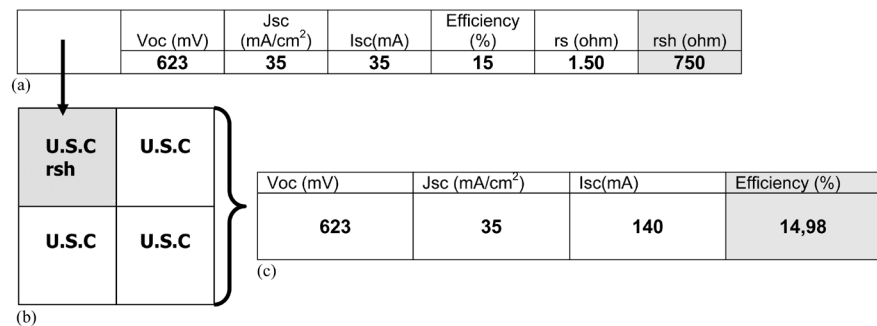 Voc (mV) Jsc (mA/cm²) Isc(mA) Efficiency (%) rs (ohm) rsh (ohm)
623 35 35 15 1.50 750
(a)
U.S.C rsh U.S.C
U.S.C U.S.C
(b)
Voc (mV) Jsc (mA/cm²) Isc(mA) Efficiency (%)
623 35 140 14,98
(c)